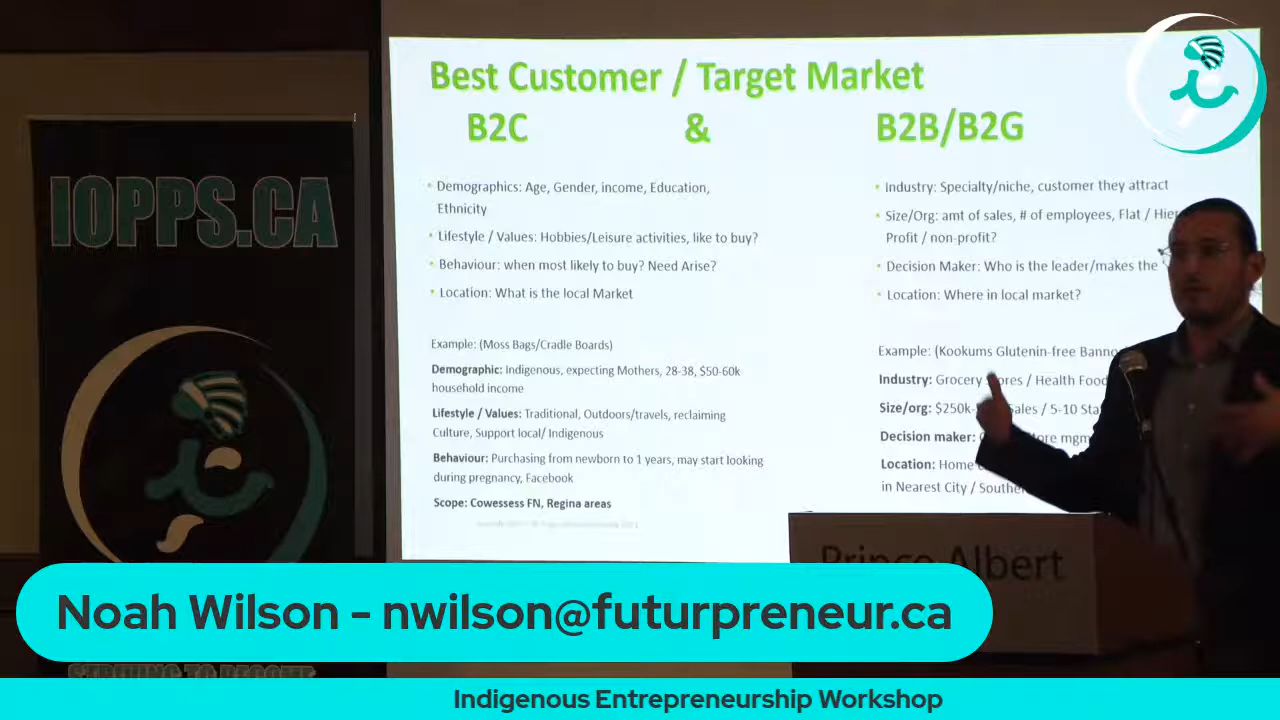 IOPPS.CA
Best Customer / Target Market
B2C & B2B/B2G
• Demographics: Age, Gender, income, Education,
Ethnicity
• Lifestyle / Values: Hobbies/Leisure activities, like to buy?
• Behaviour: when most likely to buy? Need Arise?
• Location: What is the local Market
Example: (Moss Bags/Cradle Boards)
Demographic: Indigenous, expecting Mothers, 28-38, $50-60k
household income
Lifestyle / Values: Traditional, Outdoors/travels, reclaiming
Culture, Support local/ Indigenous
Behaviour: Purchasing from newborn to 1 years, may start looking
during pregnancy, Facebook
Scope: Cowessess FN, Regina areas
• Industry: Specialty/niche, customer they attract
• Size/Org: amt of sales, # of employees, Flat /
Profit / non-profit?
• Decision Maker: Who is the leader/makes the
• Location: Where in local market?
Example: (Kookums Glutenin-free
Industry: Grocery / Health
Size/org: Sales / 5-10
Decision maker:
Location: Home
in Nearest City /
Prince Albert
Noah Wilson - nwilson@futurpreneur.ca
STRIVING TO BECOME
Indigenous Entrepreneurship Workshop